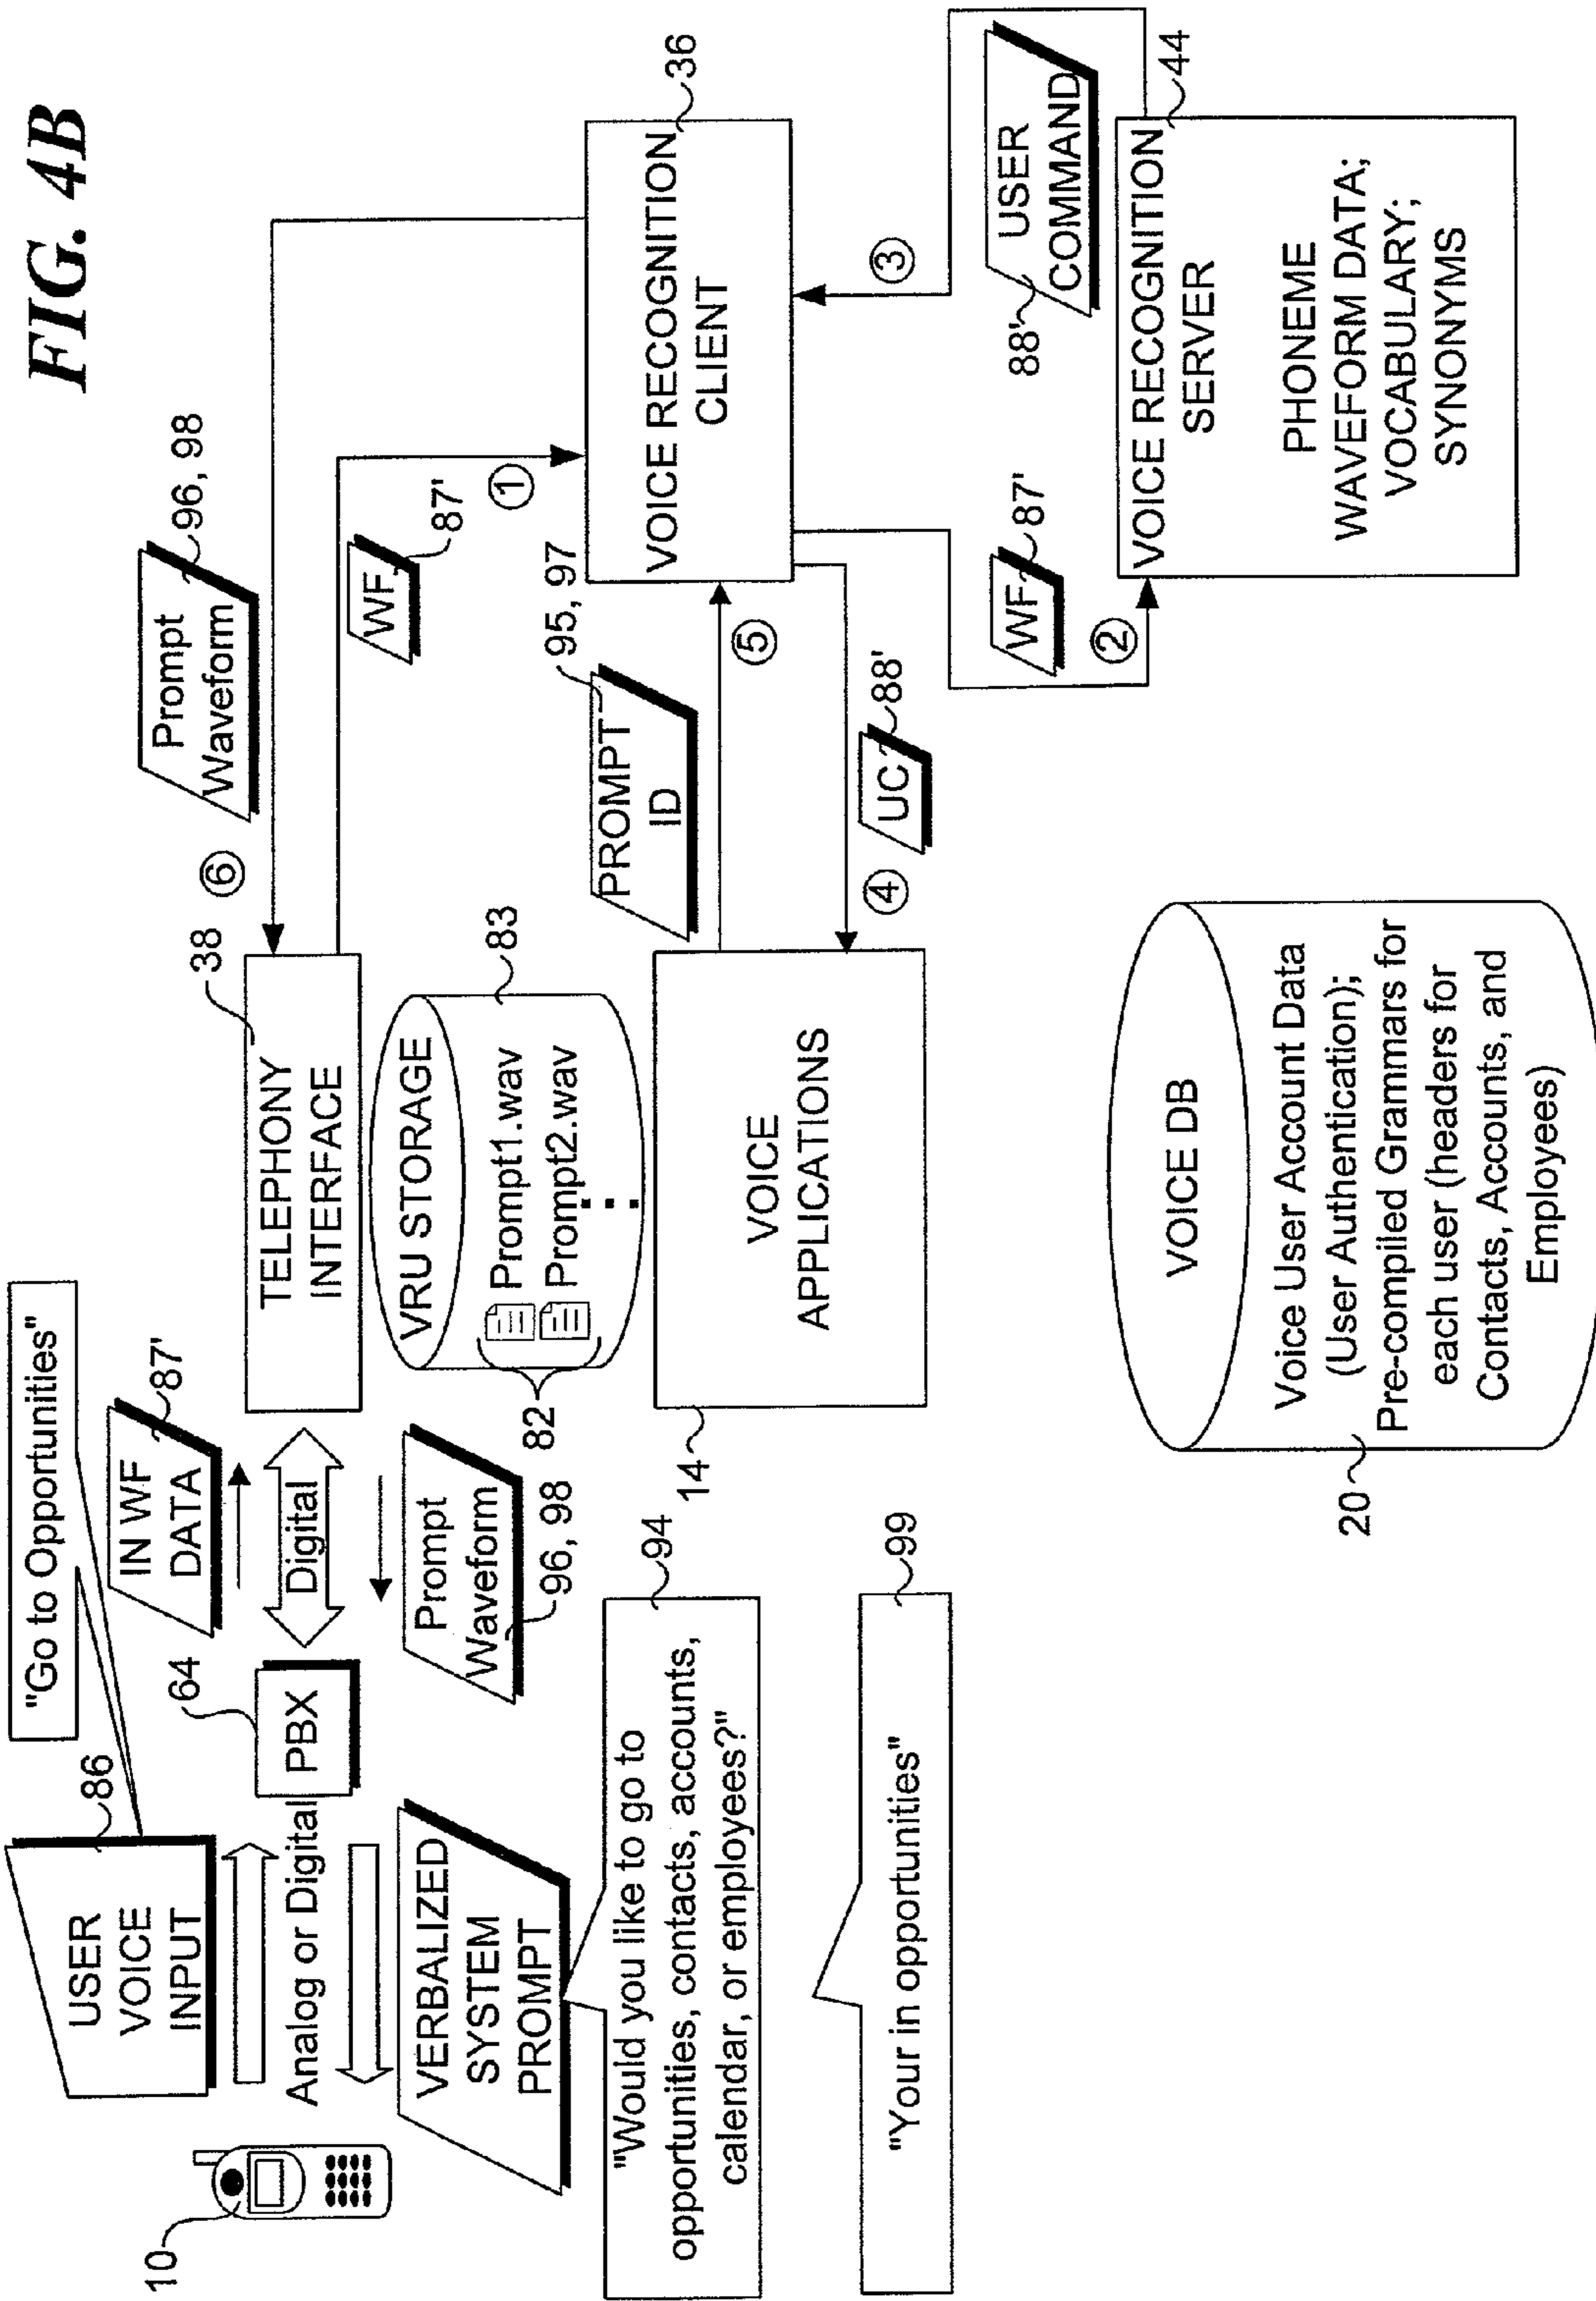 FIG. 4B
"Go to Opportunities"
86
USER
VOICE
INPUT
10
Analog or Digital
64
PBX
IN WF
DATA
87'
Digital
Prompt
Waveform
96, 98
VERBALIZED
SYSTEM
PROMPT
"Would you like to go to
opportunities, contacts, accounts,
calendar, or employees?"
94
"Your in opportunities"
99
TELEPHONY
INTERFACE
38
VRU STORAGE
83
Prompt1.wav
Prompt2.wav
82
VOICE
APPLICATIONS
14
VOICE DB
Voice User Account Data
(User Authentication);
Pre-compiled Grammars for
each user (headers for
Contacts, Accounts, and
Employees)
20
6
Prompt
Waveform
96, 98
WF
87'
1
PROMPT
ID
95, 97
5
4
UC
88'
VOICE RECOGNITION
CLIENT
36
WF
87'
2
3
USER
COMMAND
88'
VOICE RECOGNITION
SERVER
44
PHONEME
WAVEFORM DATA;
VOCABULARY;
SYNONYMS